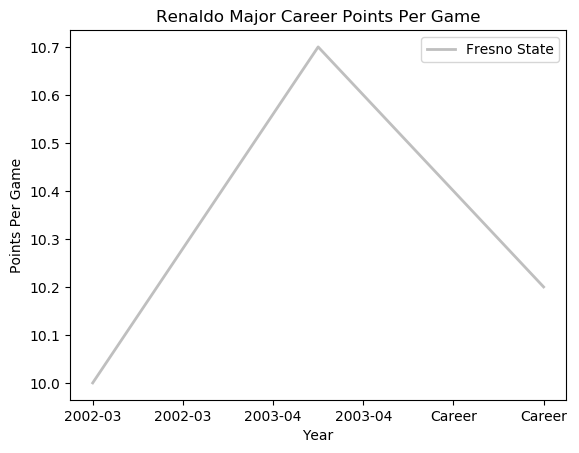 Renaldo Major Career Points Per Game
Fresno State
Points Per Game
10.7
10.6
10.5
10.4
10.3
10.2
10.1
10.0
2002-03 2002-03 2003-04 2003-04 Career Career
Year